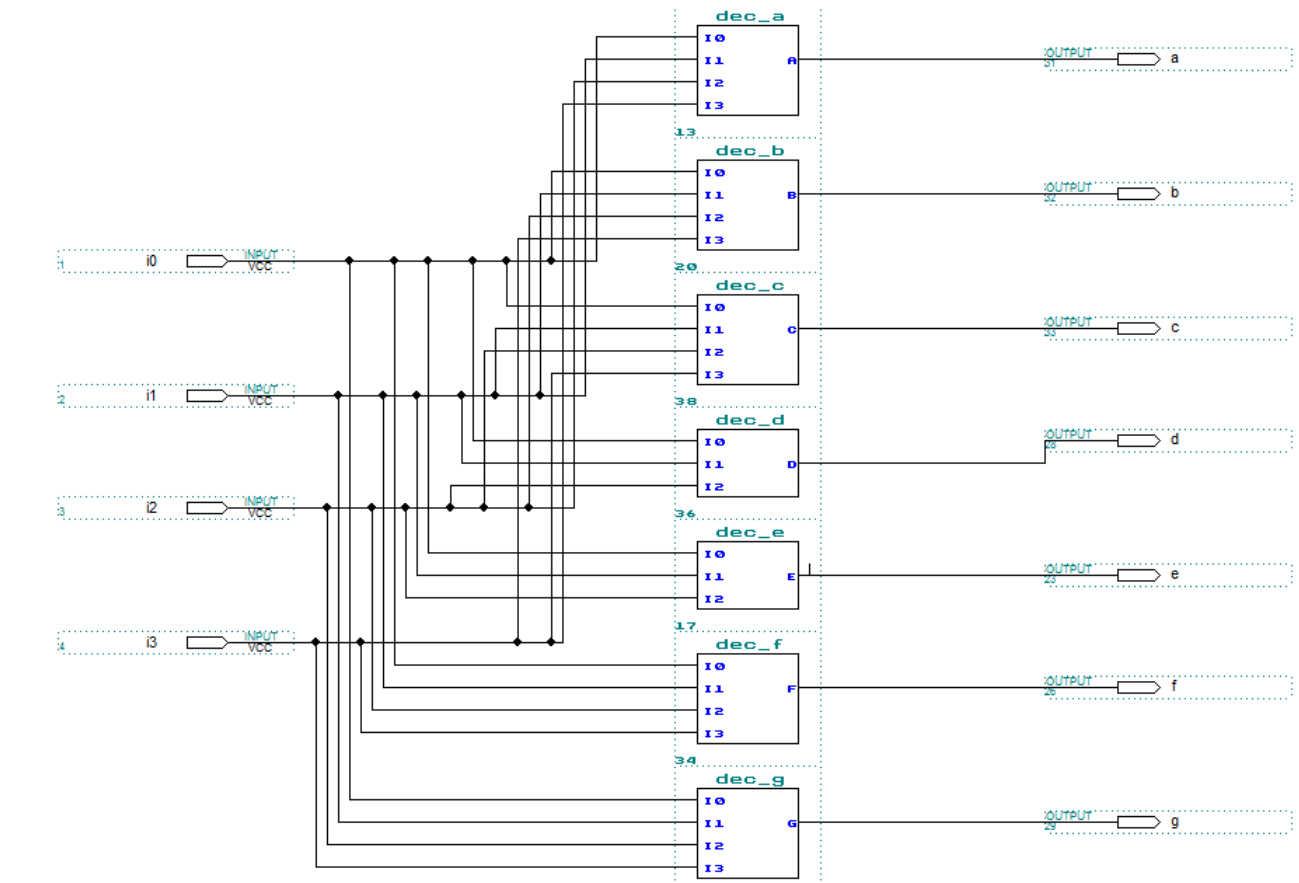 dec_a
I0
I1 A
I2
I3
OUTPUT a
31
13
dec_b
I0
I1 B
I2
I3
OUTPUT b
32
20
i0 INPUT
VCC
1
dec_c
I0
I1 C
I2
I3
OUTPUT c
33
38
i1 INPUT
VCC
2
dec_d
I0
I1 D
I2
OUTPUT d
28
36
i2 INPUT
VCC
3
dec_e
I0
I1 E
I2
OUTPUT e
23
17
i3 INPUT
VCC
4
dec_f
I0
I1 F
I2
I3
OUTPUT f
26
34
dec_g
I0
I1 G
I2
I3
OUTPUT g
29